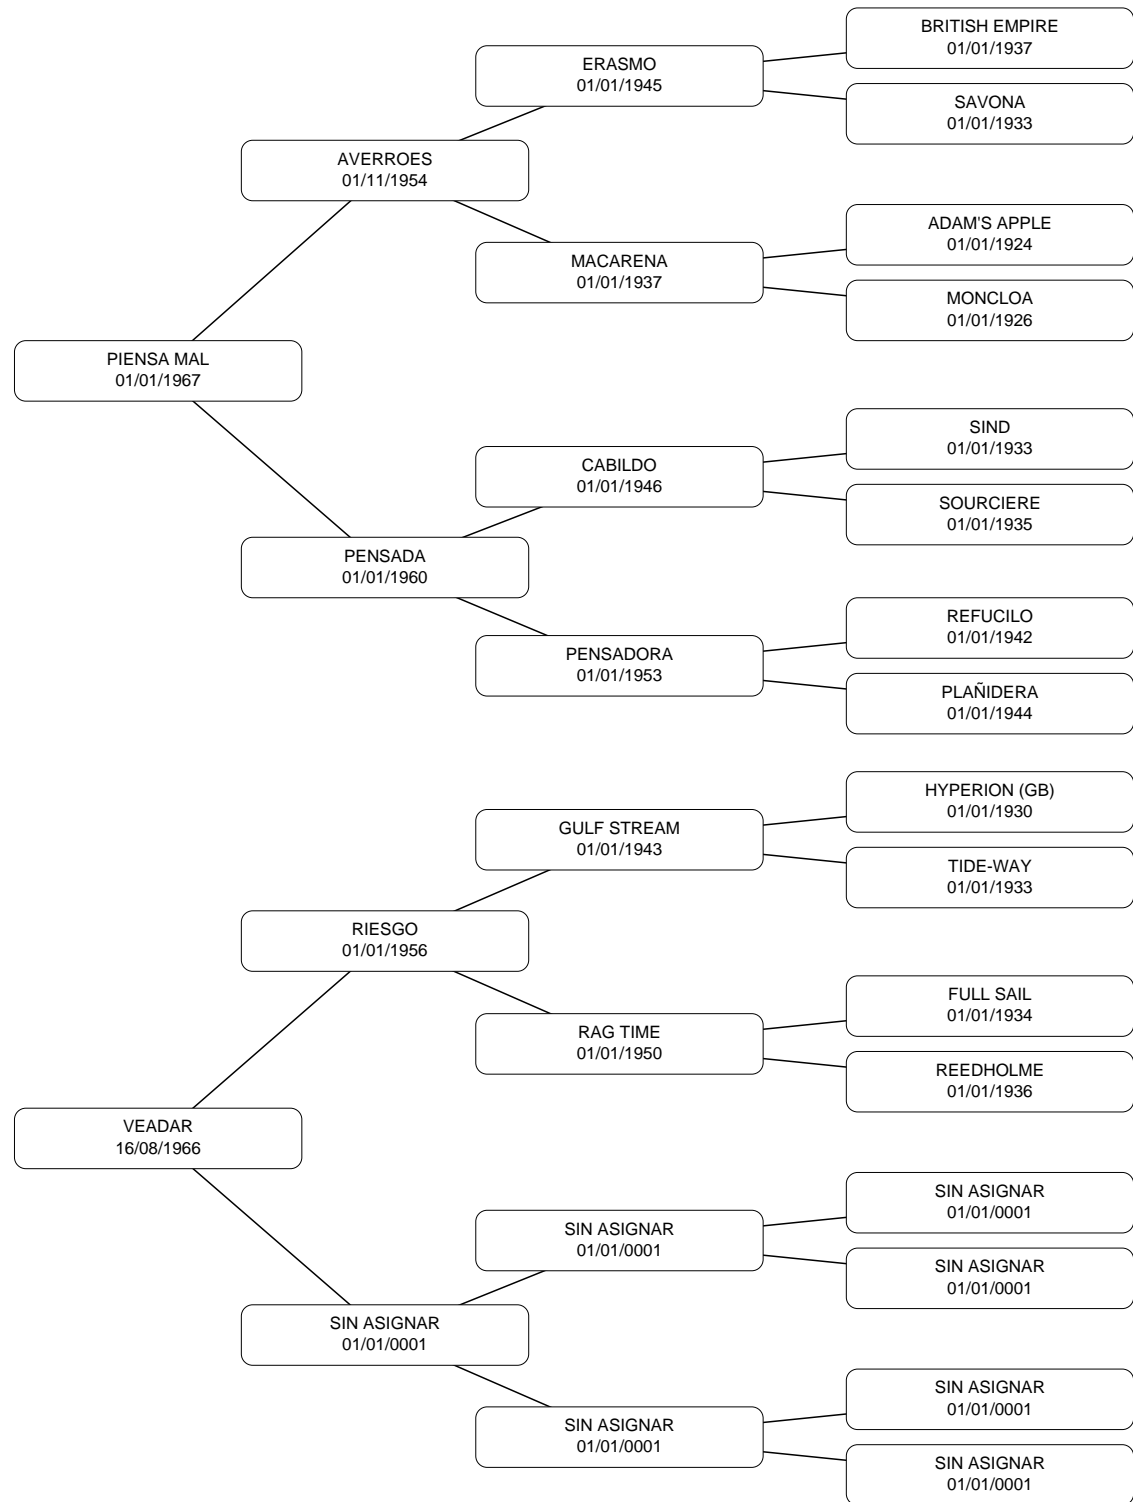 BRITISH EMPIRE
01/01/1937
ERASMO
01/01/1945
SAVONA
01/01/1933
AVERROES
01/11/1954
ADAM'S APPLE
01/01/1924
MACARENA
01/01/1937
MONCLOA
01/01/1926
PIENSA MAL
01/01/1967
SIND
01/01/1933
CABILDO
01/01/1946
SOURCIERE
01/01/1935
PENSADA
01/01/1960
REFUCILO
01/01/1942
PENSADORA
01/01/1953
PLAÑIDERA
01/01/1944
HYPERION (GB)
01/01/1930
GULF STREAM
01/01/1943
TIDE-WAY
01/01/1933
RIESGO
01/01/1956
FULL SAIL
01/01/1934
RAG TIME
01/01/1950
REEDHOLME
01/01/1936
VEADAR
16/08/1966
SIN ASIGNAR
01/01/0001
SIN ASIGNAR
01/01/0001
SIN ASIGNAR
01/01/0001
SIN ASIGNAR
01/01/0001
SIN ASIGNAR
01/01/0001
SIN ASIGNAR
01/01/0001
SIN ASIGNAR
01/01/0001